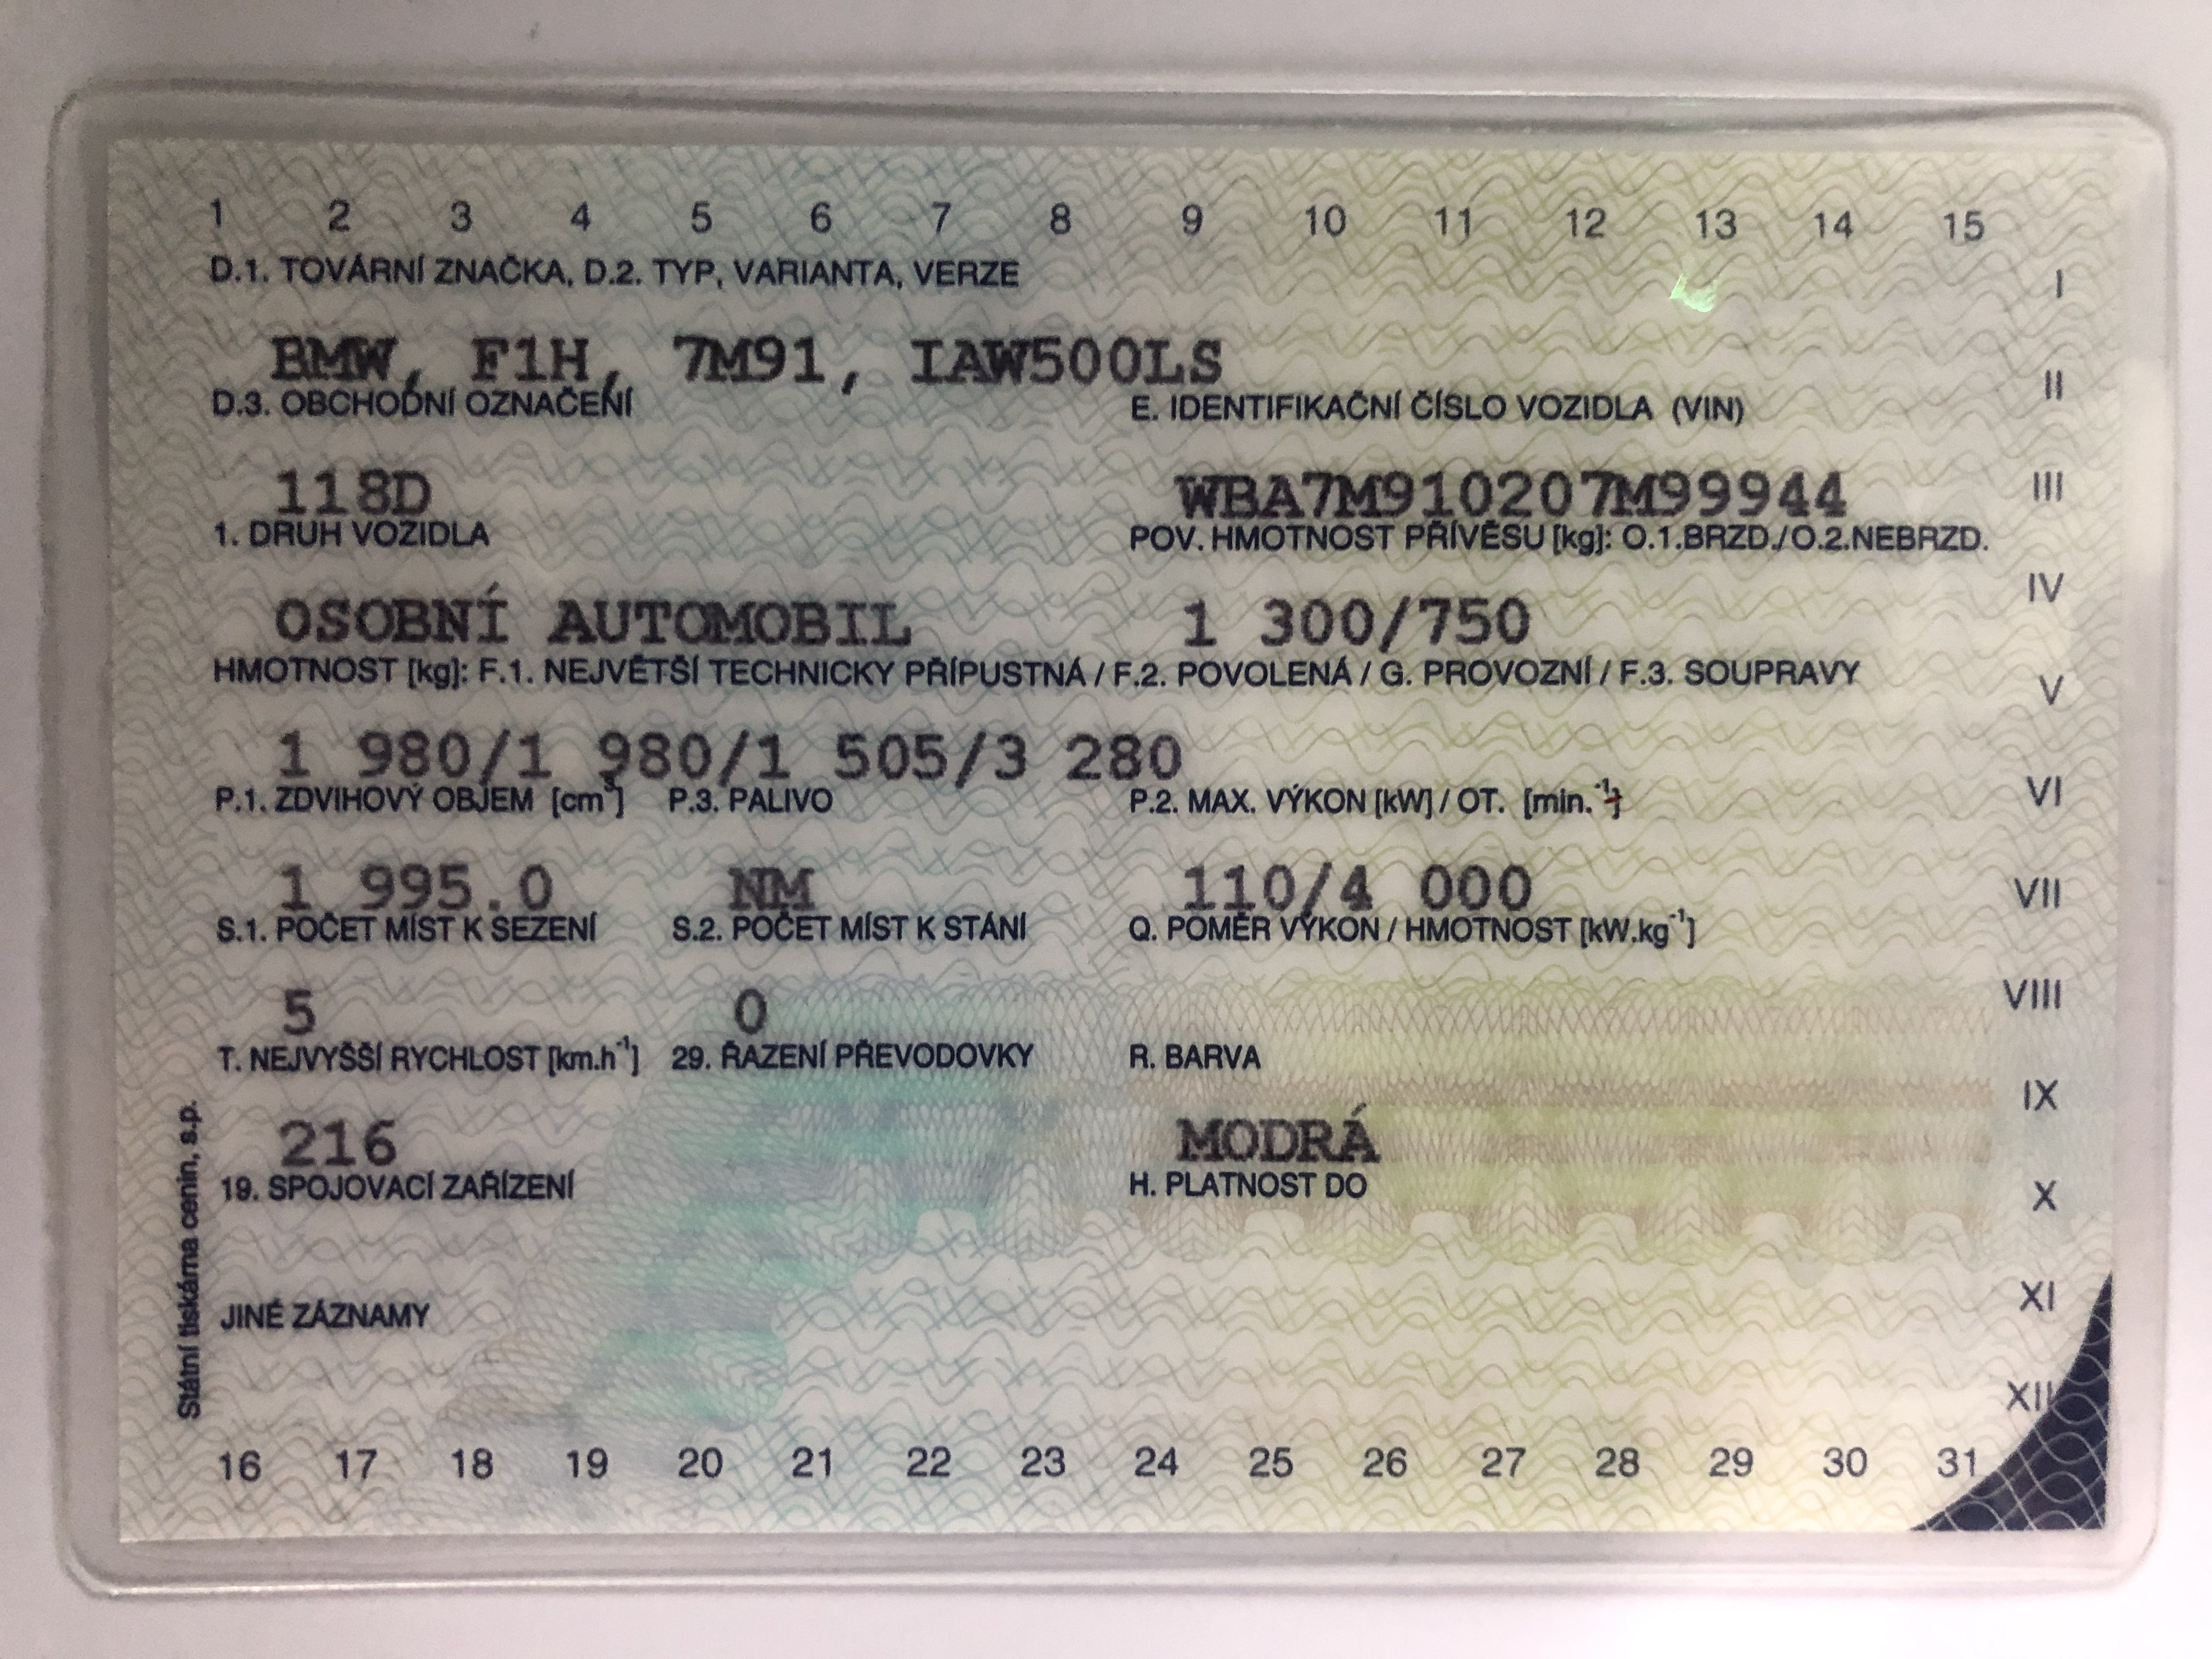 1 2 3 4 5 6 7 8 9 10 11 12 13 14 15
D.1. TOVÁRNÍ ZNAČKA, D.2. TYP, VARIANTA, VERZE
I
BMW, F1H, 7M91, IAW500LS
II
D.3. OBCHODNÍ OZNAČENÍ E. IDENTIFIKAČNÍ ČÍSLO VOZIDLA (VIN)
118D WBA7M910207M99944
III
1. DRUH VOZIDLA POV. HMOTNOST PŘÍVĚSU [kg]: O.1.BRZD./O.2.NEBRZD.
IV
OSOBNÍ AUTOMOBIL 1 300/750
HMOTNOST [kg]: F.1. NEJVĚTŠÍ TECHNICKY PŘÍPUSTNÁ / F.2. POVOLENÁ / G. PROVOZNÍ / F.3. SOUPRAVY
V
1 980/1 980/1 505/3 280
VI
P.1. ZDVIHOVÝ OBJEM [cm³] P.3. PALIVO P.2. MAX. VÝKON [kW] / OT. [min.⁻¹]
1 995.0 NM 110/4 000
VII
S.1. POČET MÍST K SEZENÍ S.2. POČET MÍST K STÁNÍ Q. POMĚR VÝKON / HMOTNOST [kW.kg⁻¹]
VIII
5 0
T. NEJVYŠŠÍ RYCHLOST [km.h⁻¹] 29. ŘAZENÍ PŘEVODOVKY R. BARVA
IX
216 MODRÁ
19. SPOJOVACÍ ZAŘÍZENÍ H. PLATNOST DO
X
XI
JINÉ ZÁZNAMY
XII
16 17 18 19 20 21 22 23 24 25 26 27 28 29 30 31
Státní tiskárna cenin, s.p.